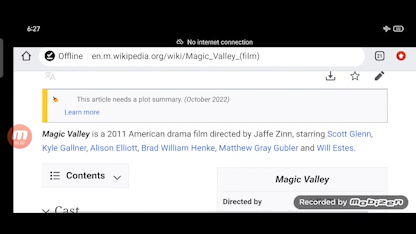 6:27
No internet connection
Offline en.m.wikipedia.org/wiki/Magic_Valley_(film)
This article needs a plot summary. (October 2022)
Learn more
Magic Valley is a 2011 American drama film directed by Jaffe Zinn, starring Scott Glenn,
Kyle Gallner, Alison Elliott, Brad William Henke, Matthew Gray Gubler and Will Estes.
Contents
Magic Valley
Directed by
Recorded by mobizen
Cast